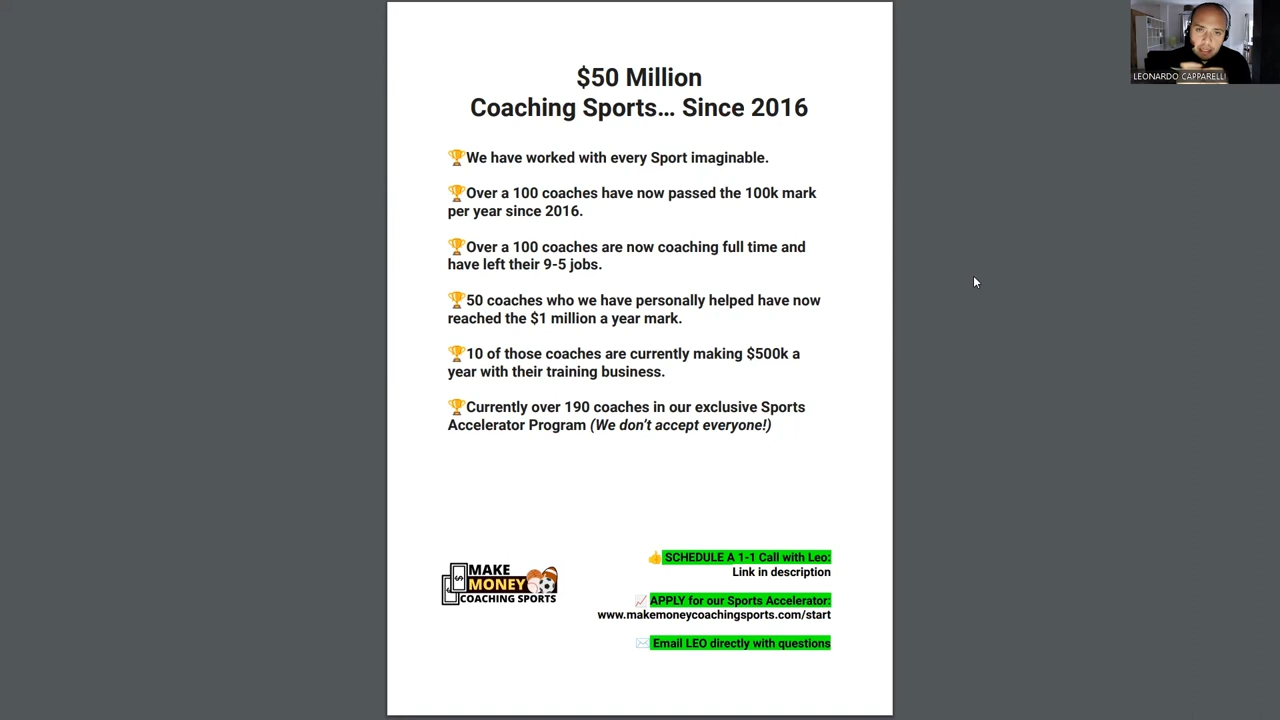 $50 Million
Coaching Sports... Since 2016
🏆We have worked with every Sport imaginable.
🏆Over a 100 coaches have now passed the 100k mark
per year since 2016.
🏆Over a 100 coaches are now coaching full time and
have left their 9-5 jobs.
🏆50 coaches who we have personally helped have now
reached the $1 million a year mark.
🏆10 of those coaches are currently making $500k a
year with their training business.
🏆Currently over 190 coaches in our exclusive Sports
Accelerator Program (We don't accept everyone!)
MAKE
MONEY
COACHING SPORTS
👍 SCHEDULE A 1-1 Call with Leo:
Link in description
📈 APPLY for our Sports Accelerator:
www.makemoneycoachingsports.com/start
✉️ Email LEO directly with questions
LEONARDO CAPPARELLI